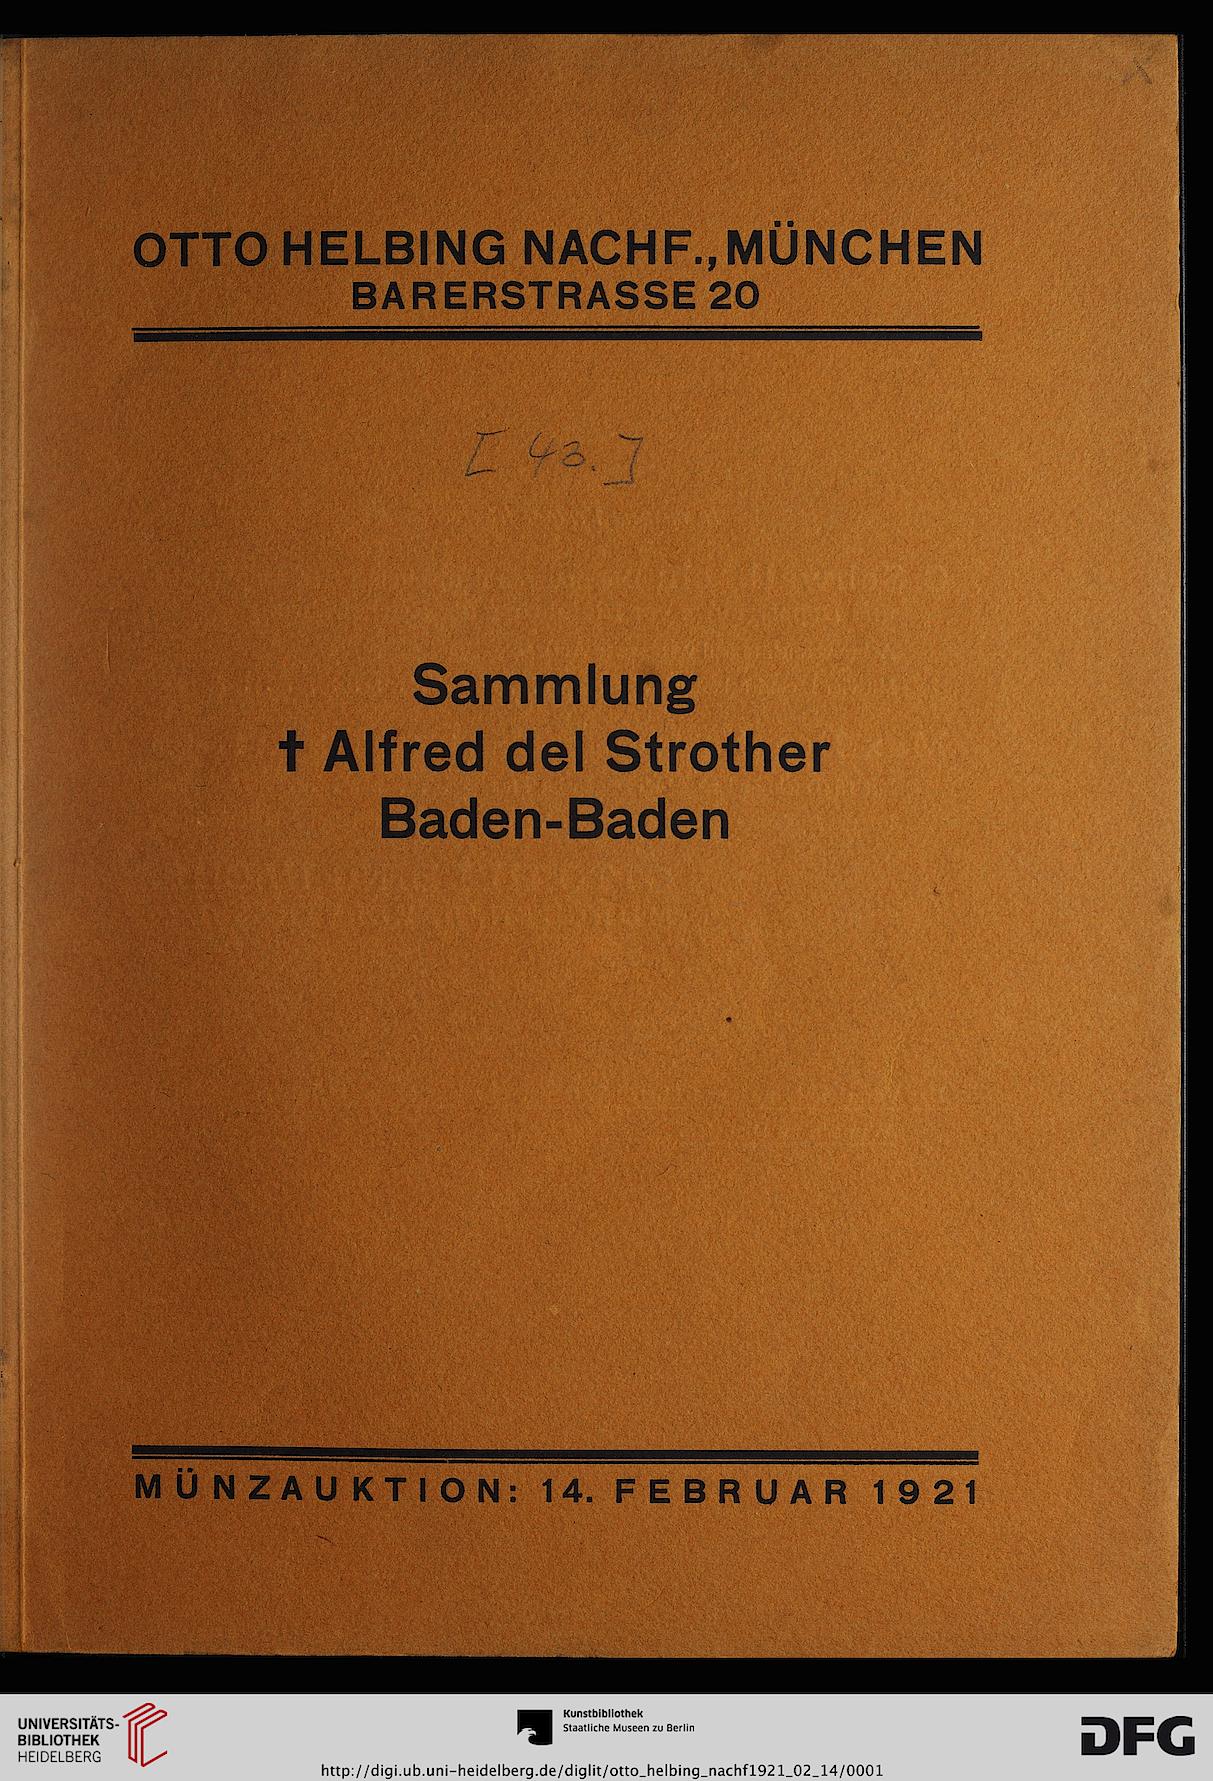 OTTO HELBING NACHF., MÜNCHEN
BARERSTRASSE 20
[ 43. ]
Sammlung
† Alfred del Strother
Baden-Baden
MÜNZAUKTION: 14. FEBRUAR 1921
UNIVERSITÄTS-
BIBLIOTHEK
HEIDELBERG
Kunstbibliothek
Staatliche Museen zu Berlin
http://digi.ub.uni-heidelberg.de/diglit/otto_helbing_nachf1921_02_14/0001
DFG